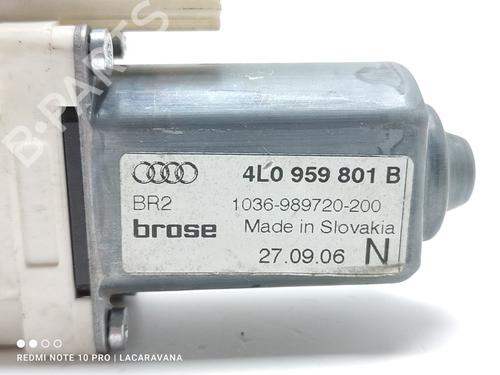 4L0 959 801 B
BR2 1036-989720-200
brose Made in Slovakia
27.09.06 N
B-PARTS
REDMI NOTE 10 PRO | LACARAVANA